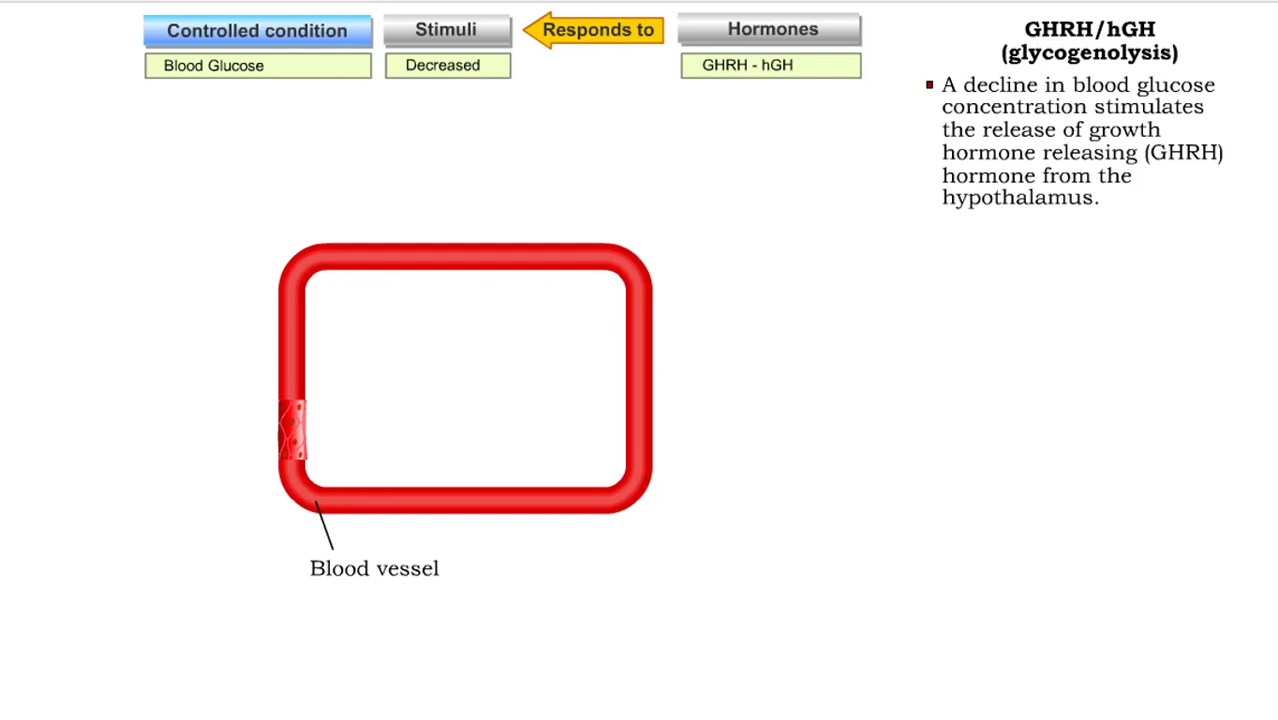 Controlled condition
Stimuli
Responds to
Hormones
Blood Glucose
Decreased
GHRH - hGH
GHRH/hGH
(glycogenolysis)
A decline in blood glucose
concentration stimulates
the release of growth
hormone releasing (GHRH)
hormone from the
hypothalamus.
Blood vessel